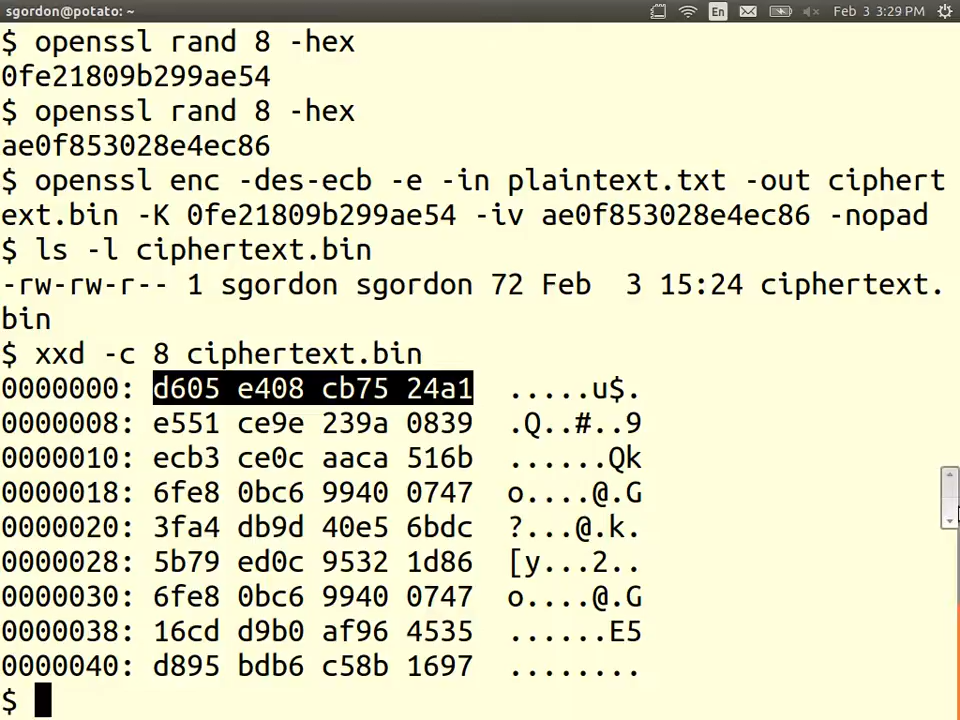 sgordon@potato: ~
En
Feb 3 3:29 PM
$ openssl rand 8 -hex
0fe21809b299ae54
$ openssl rand 8 -hex
ae0f853028e4ec86
$ openssl enc -des-ecb -e -in plaintext.txt -out ciphert
ext.bin -K 0fe21809b299ae54 -iv ae0f853028e4ec86 -nopad
$ ls -l ciphertext.bin
-rw-rw-r-- 1 sgordon sgordon 72 Feb  3 15:24 ciphertext.
bin
$ xxd -c 8 ciphertext.bin
0000000: d605 e408 cb75 24a1  .....u$.
0000008: e551 ce9e 239a 0839  .Q..#..9
0000010: ecb3 ce0c aaca 516b  ......Qk
0000018: 6fe8 0bc6 9940 0747  o....@.G
0000020: 3fa4 db9d 40e5 6bdc  ?...@.k.
0000028: 5b79 ed0c 9532 1d86  [y...2..
0000030: 6fe8 0bc6 9940 0747  o....@.G
0000038: 16cd d9b0 af96 4535  ......E5
0000040: d895 bdb6 c58b 1697  ........
$